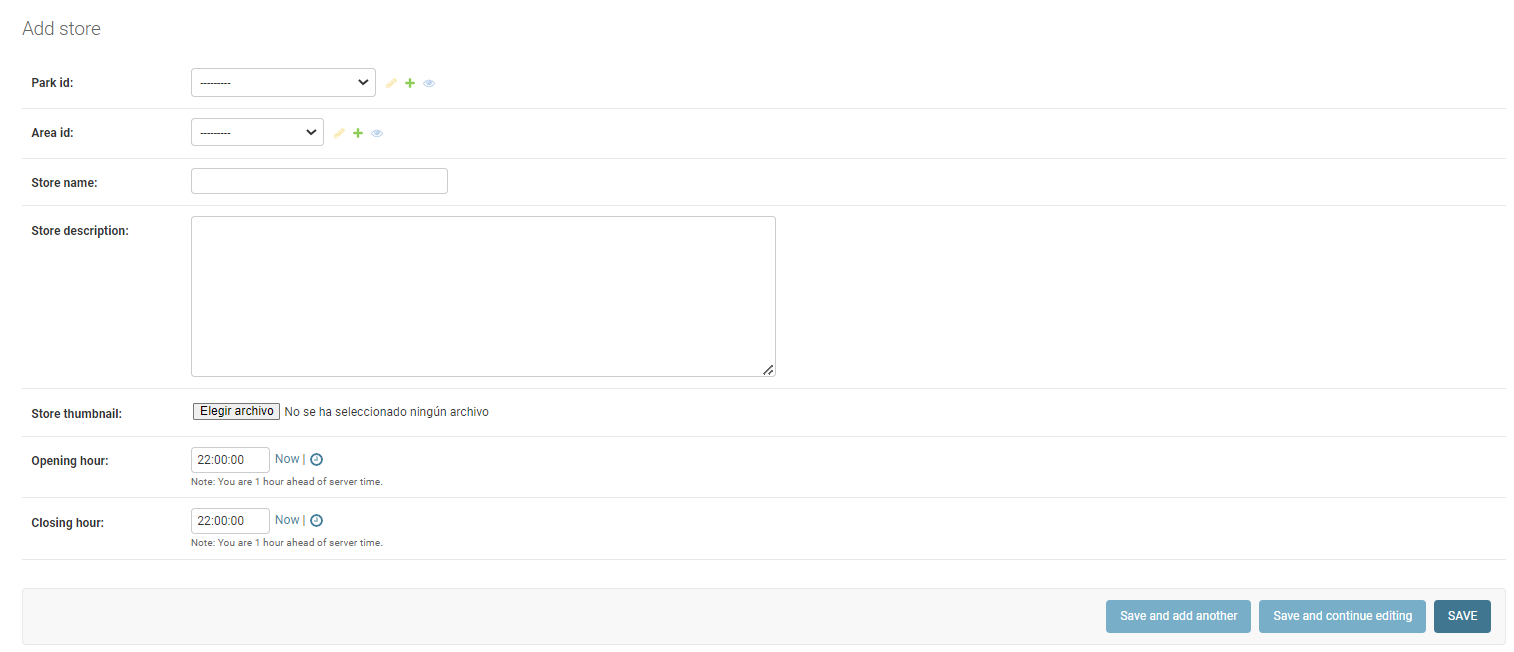 Add store
Park id: ---------
Area id: ---------
Store name:
Store description:
Store thumbnail: Elegir archivo No se ha seleccionado ningún archivo
Opening hour: 22:00:00 Now |
Note: You are 1 hour ahead of server time.
Closing hour: 22:00:00 Now |
Note: You are 1 hour ahead of server time.
Save and add another Save and continue editing SAVE